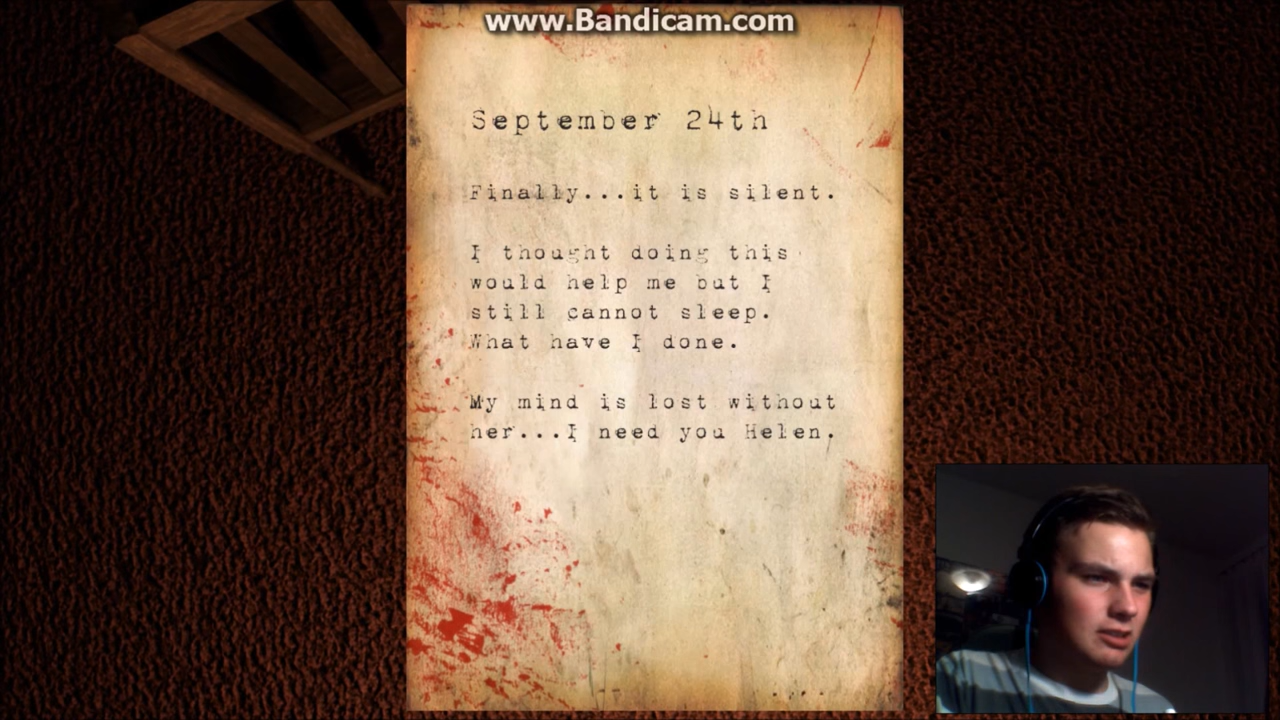 www.Bandicam.com
September 24th
Finally...it is silent.
I thought doing this
would help me but I
still cannot sleep.
What have I done.
My mind is lost without
her...I need you Helen.